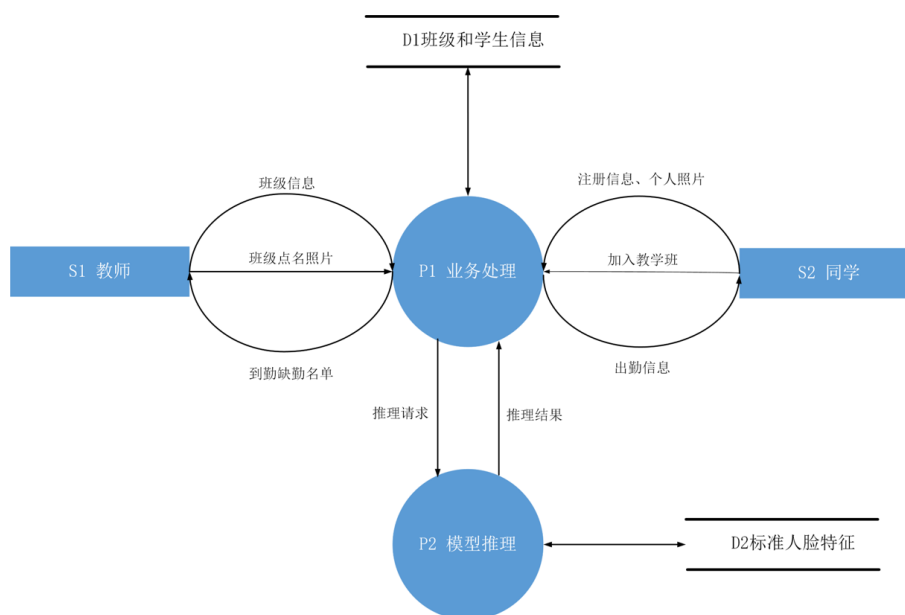 D1班级和学生信息
班级信息
注册信息、个人照片
S1 教师
班级点名照片
P1 业务处理
加入教学班
S2 同学
到勤缺勤名单
出勤信息
推理请求
推理结果
P2 模型推理
D2标准人脸特征